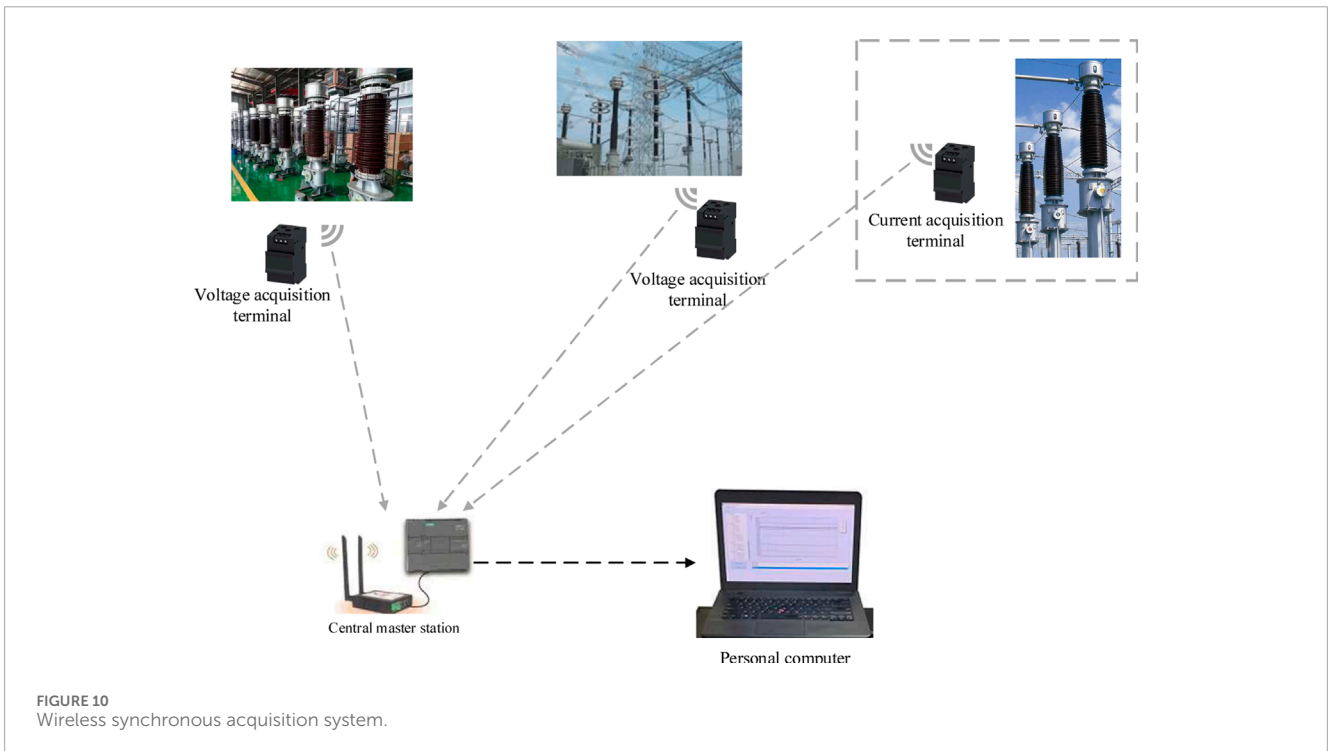 Current acquisition
terminal
Voltage acquisition
terminal
Voltage acquisition
terminal
Central master station
Personal computer
FIGURE 10
Wireless synchronous acquisition system.